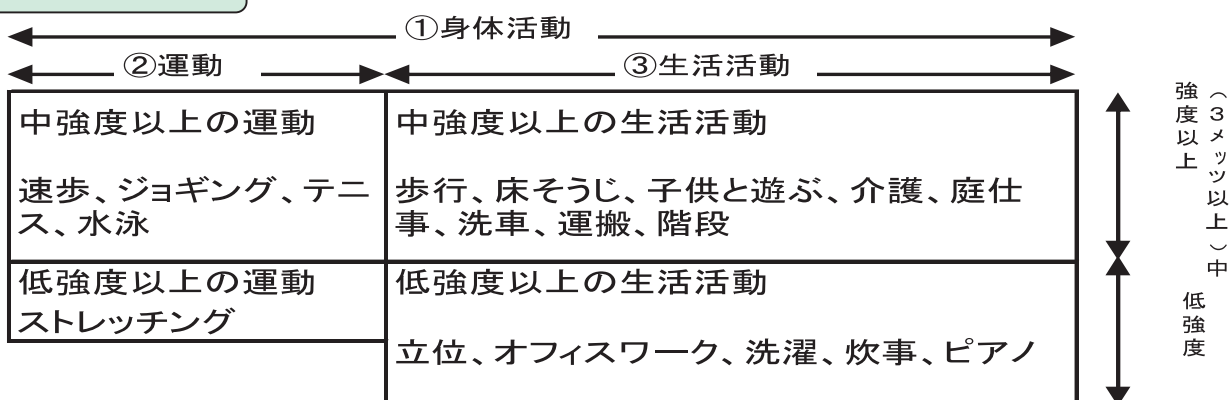 ①身体活動
②運動
③生活活動
中強度以上の運動
速歩、ジョギング、テニ
ス、水泳
中強度以上の生活活動
歩行、床そうじ、子供と遊ぶ、介護、庭仕
事、洗車、運搬、階段
（3メッツ以上）中
強度以上
低強度以上の運動
ストレッチング
低強度以上の生活活動
立位、オフィスワーク、洗濯、炊事、ピアノ
低強度